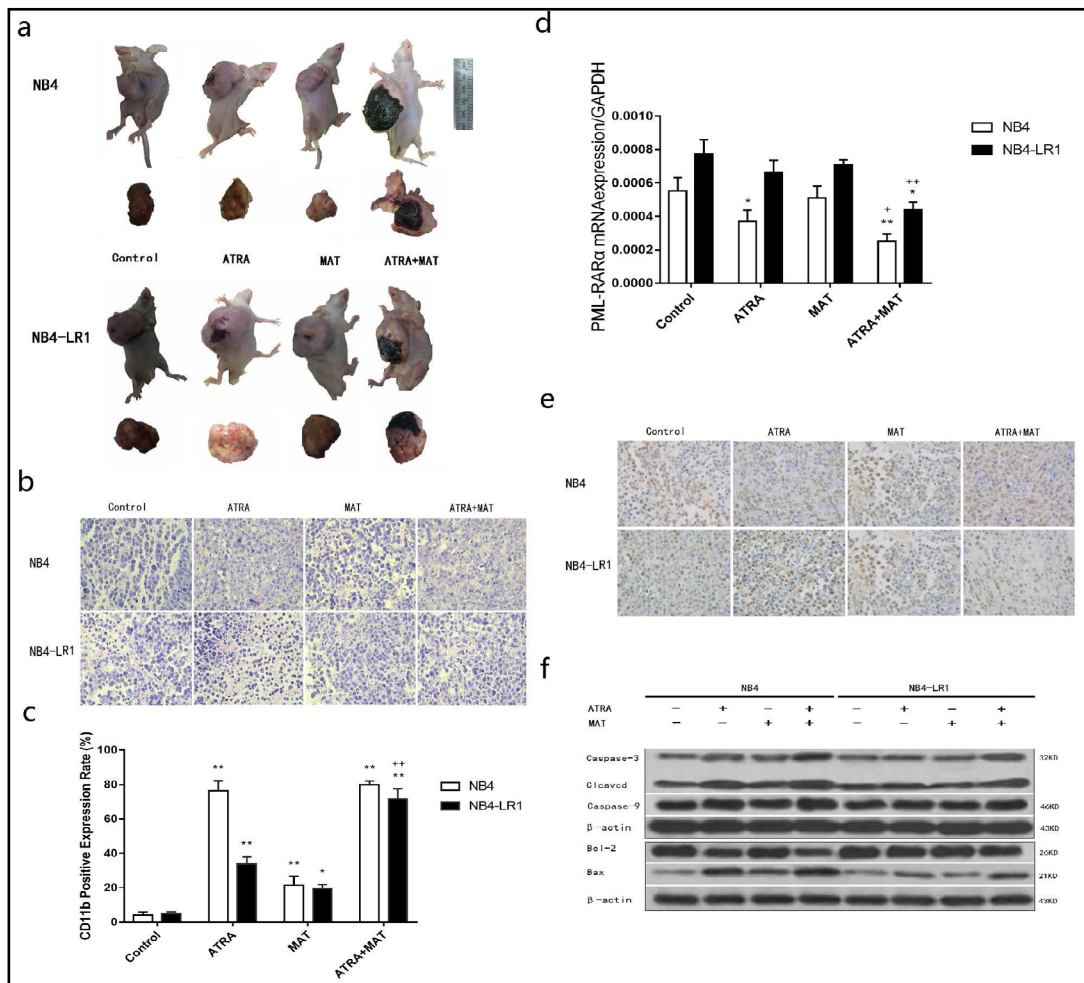 a
NB4
Control ATRA MAT ATRA+MAT
NB4-LR1
b
Control ATRA MAT ATRA+MAT
NB4
NB4-LR1
c
CD11b Positive Expression Rate (%)
100
80
60
40
20
0
** ** ** * ** ++ **
NB4
NB4-LR1
Control ATRA MAT ATRA+MAT
d
PML-RARα mRNAexpression/GAPDH
0.0010
0.0008
0.0006
0.0004
0.0002
0.0000
* + ** ++ *
NB4
NB4-LR1
Control ATRA MAT ATRA+MAT
e
Control ATRA MAT ATRA+MAT
NB4
NB4-LR1
f
NB4 NB4-LR1
ATRA − + − + − + − +
MAT − − + + − − + +
Caspase-3 32KD
Cleaved
Caspase-9 46KD
β-actin 43KD
Bol-2 26KD
Bax 21KD
β-actin 43KD